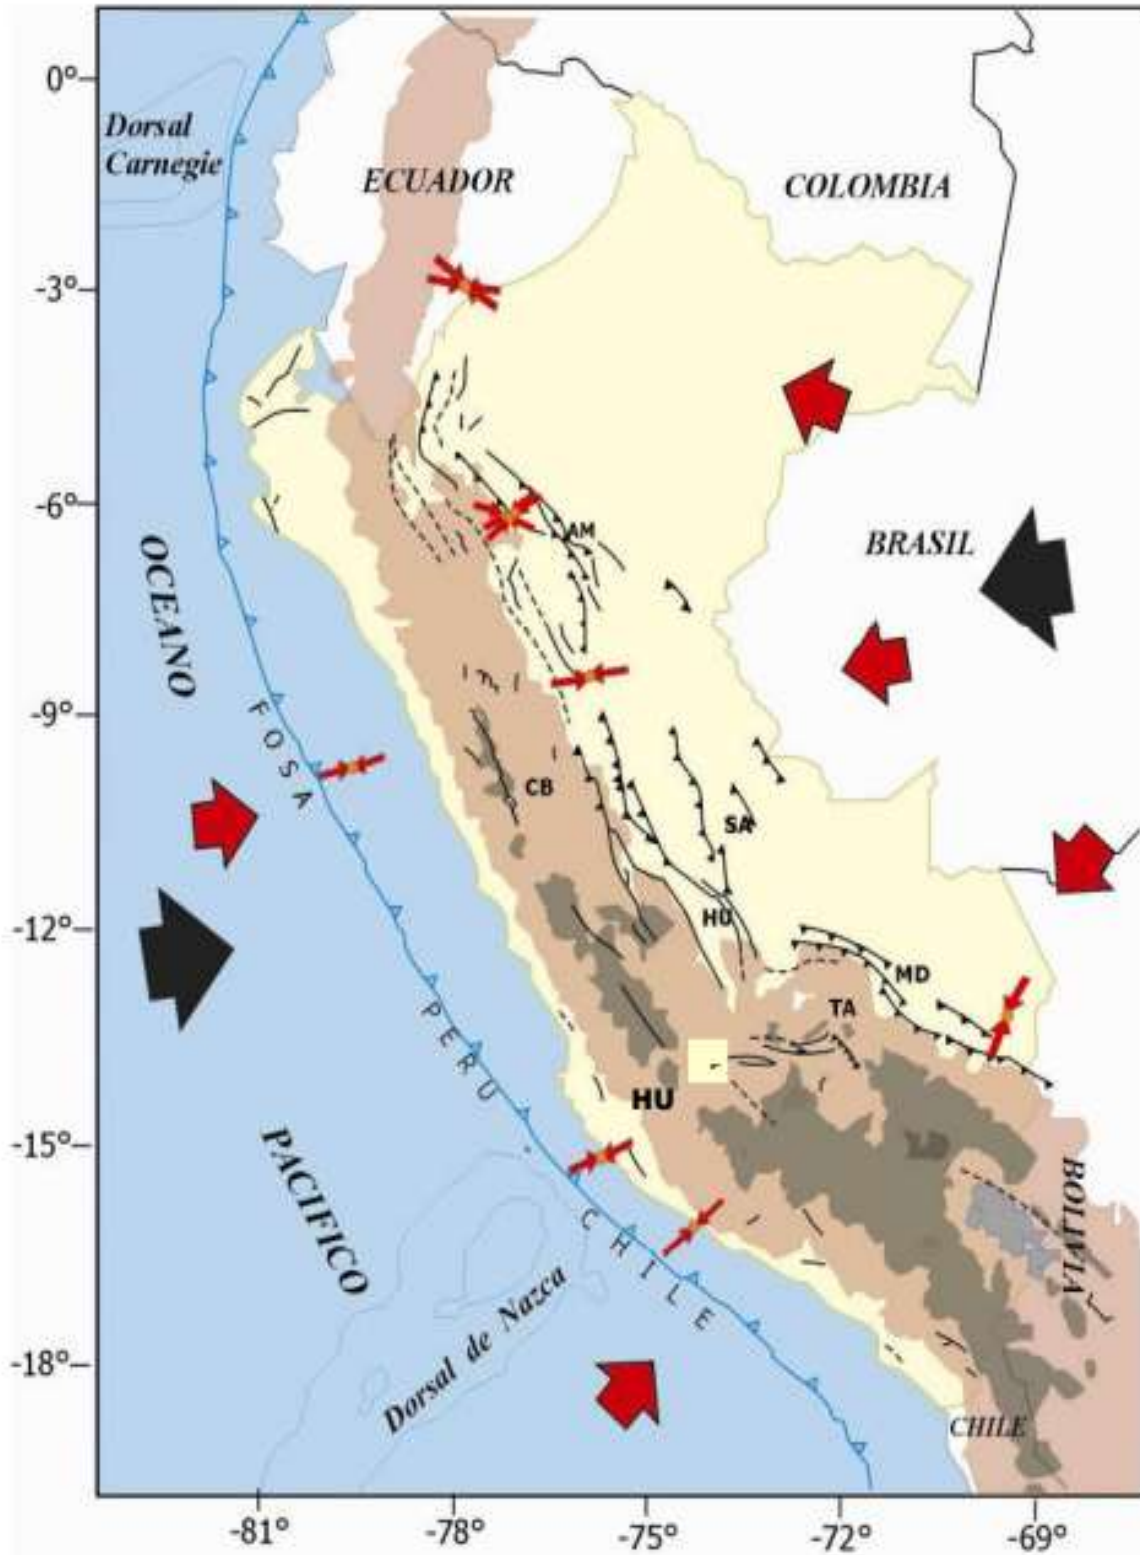 0°
-3°
-6°
-9°
-12°
-15°
-18°
-81°
-78°
-75°
-72°
-69°
Dorsal
Carnegie
ECUADOR
COLOMBIA
BRASIL
OCEANO
PACIFICO
FOSA
PERU
-
CHILE
Dorsal de Nazca
AM
CB
SA
HU
MD
TA
HU
BOLIVIA
CHILE